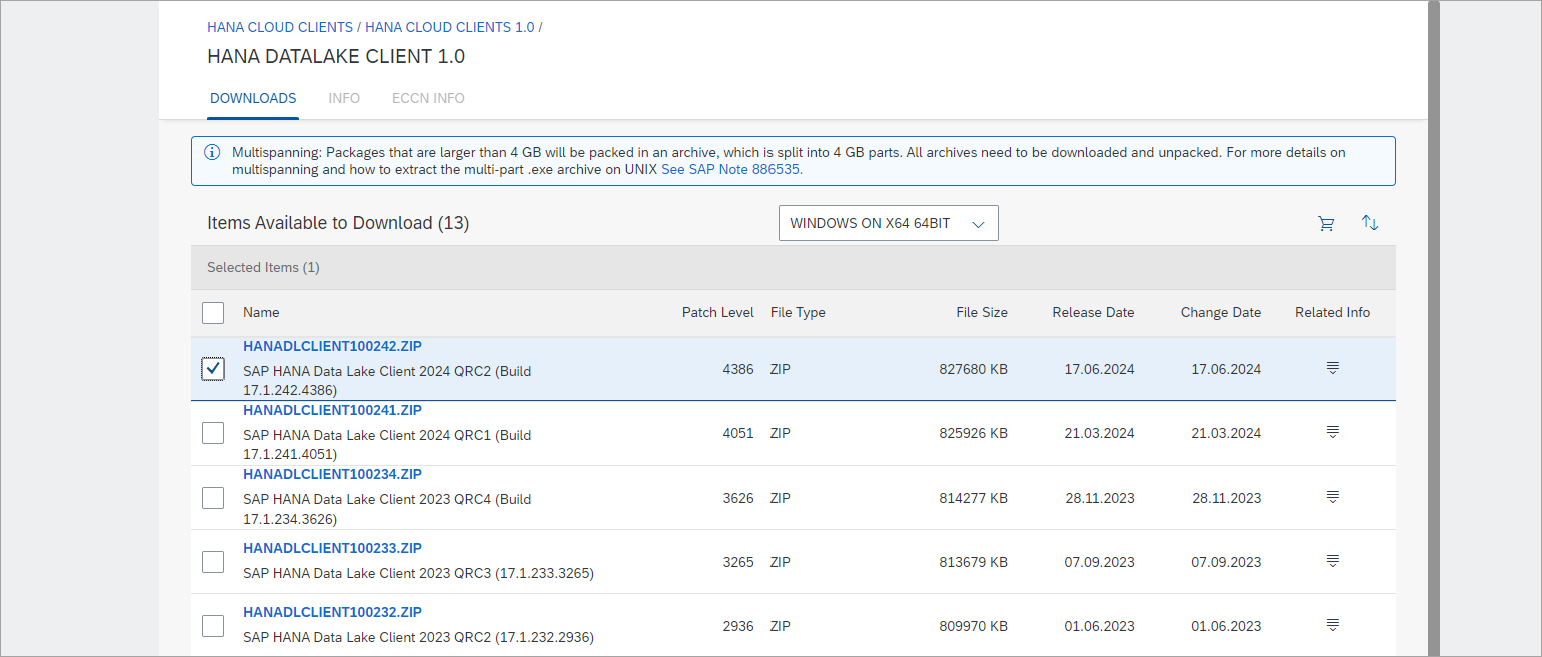 HANA CLOUD CLIENTS / HANA CLOUD CLIENTS 1.0 /
HANA DATALAKE CLIENT 1.0
DOWNLOADS INFO ECCN INFO
Multispanning: Packages that are larger than 4 GB will be packed in an archive, which is split into 4 GB parts. All archives need to be downloaded and unpacked. For more details on
multispanning and how to extract the multi-part .exe archive on UNIX See SAP Note 886535.
Items Available to Download (13) WINDOWS ON X64 64BIT
Selected Items (1)
Name Patch Level File Type File Size Release Date Change Date Related Info
HANADLCLIENT100242.ZIP
SAP HANA Data Lake Client 2024 QRC2 (Build
17.1.242.4386)
4386 ZIP 827680 KB 17.06.2024 17.06.2024
HANADLCLIENT100241.ZIP
SAP HANA Data Lake Client 2024 QRC1 (Build
17.1.241.4051)
4051 ZIP 825926 KB 21.03.2024 21.03.2024
HANADLCLIENT100234.ZIP
SAP HANA Data Lake Client 2023 QRC4 (Build
17.1.234.3626)
3626 ZIP 814277 KB 28.11.2023 28.11.2023
HANADLCLIENT100233.ZIP
SAP HANA Data Lake Client 2023 QRC3 (17.1.233.3265)
3265 ZIP 813679 KB 07.09.2023 07.09.2023
HANADLCLIENT100232.ZIP
SAP HANA Data Lake Client 2023 QRC2 (17.1.232.2936)
2936 ZIP 809970 KB 01.06.2023 01.06.2023